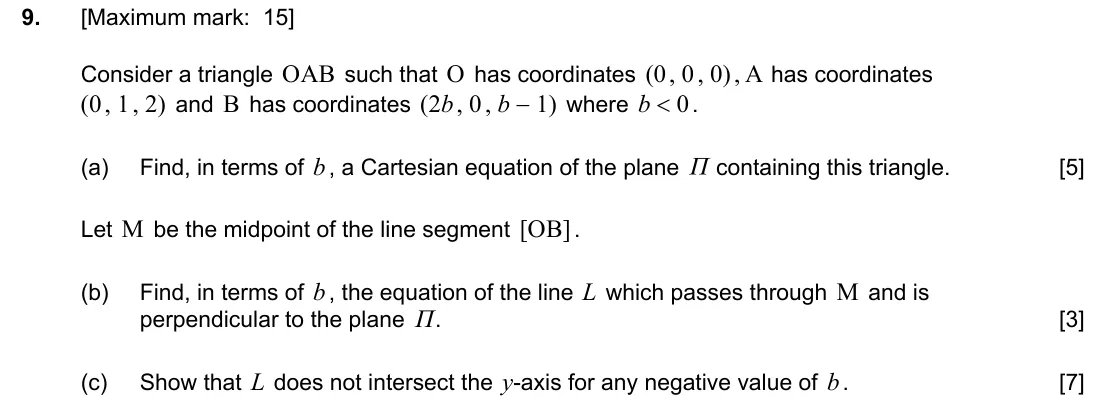 9. [Maximum mark: 15]
Consider a triangle OAB such that O has coordinates (0, 0, 0), A has coordinates
(0, 1, 2) and B has coordinates (2b, 0, b – 1) where b < 0.
(a) Find, in terms of b, a Cartesian equation of the plane Π containing this triangle. [5]
Let M be the midpoint of the line segment [OB].
(b) Find, in terms of b, the equation of the line L which passes through M and is
perpendicular to the plane Π. [3]
(c) Show that L does not intersect the y-axis for any negative value of b. [7]